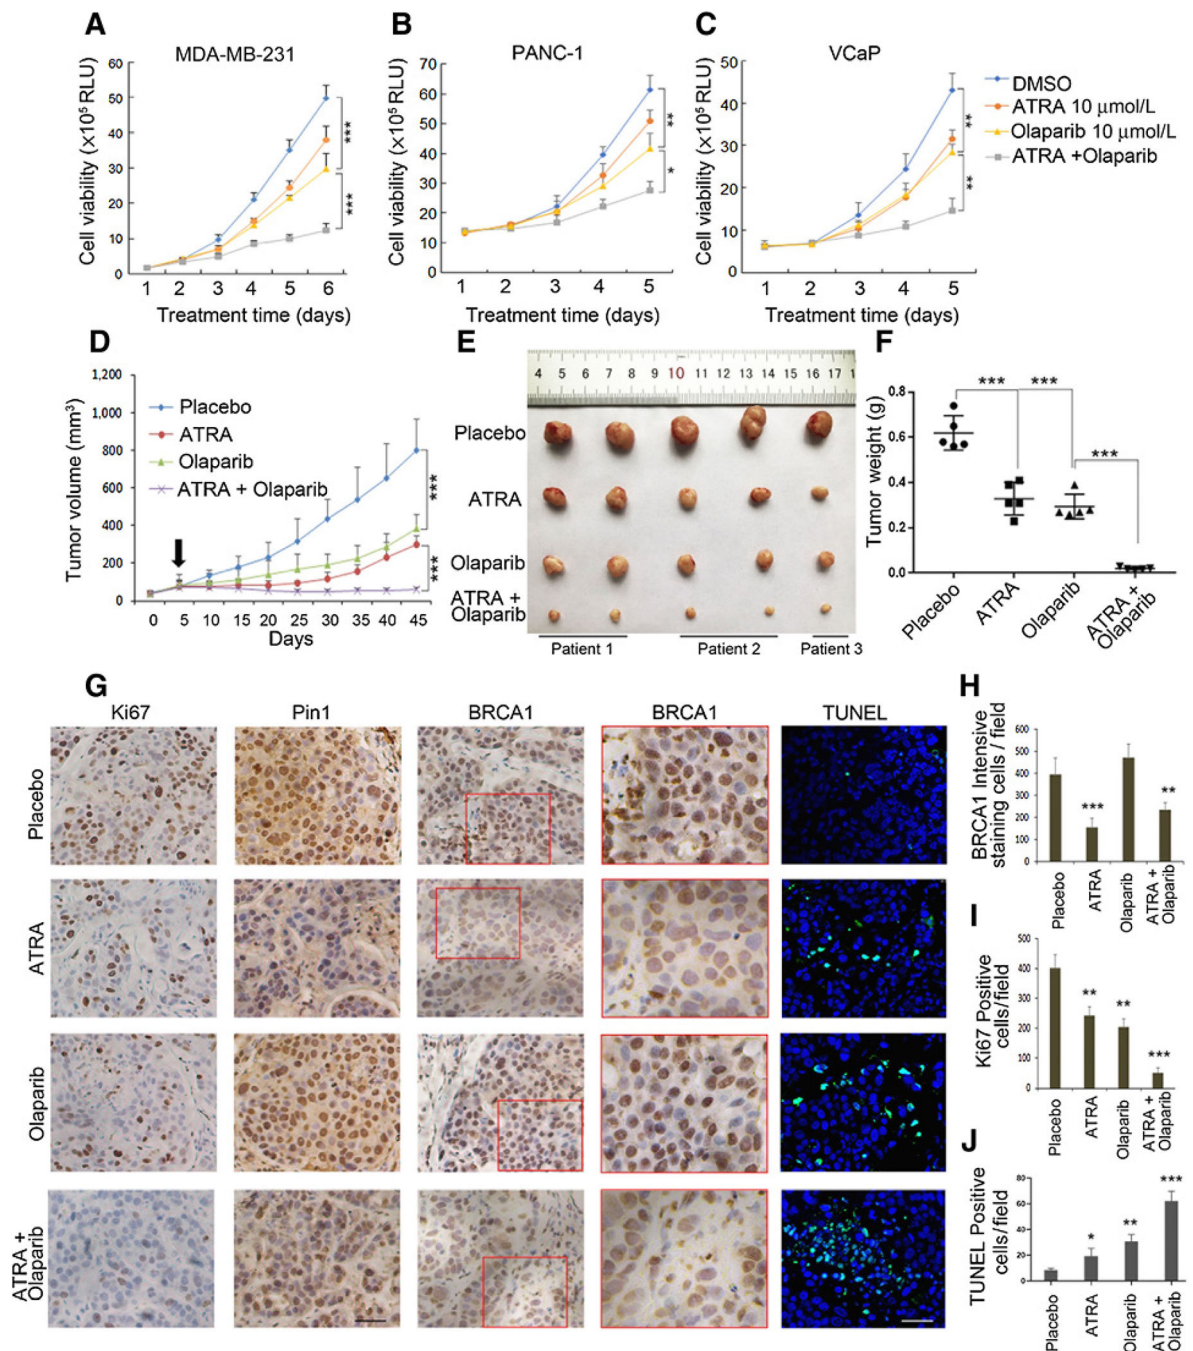 A
MDA-MB-231
Cell viability (×10⁵ RLU)
60
50
40
30
20
10
0
1 2 3 4 5 6
Treatment time (days)
***
***
B
PANC-1
Cell viability (×10⁵ RLU)
70
60
50
40
30
20
10
0
1 2 3 4 5
Treatment time (days)
**
*
C
VCaP
Cell viability (×10⁵ RLU)
50
40
30
20
10
0
1 2 3 4 5
Treatment time (days)
**
**
DMSO
ATRA 10 μmol/L
Olaparib 10 μmol/L
ATRA +Olaparib
D
Tumor volume (mm³)
1,200
1,000
800
600
400
200
0
0 5 10 15 20 25 30 35 40 45
Days
Placebo
ATRA
Olaparib
ATRA + Olaparib
***
***
E
4 5 6 7 8 9 10 11 12 13 14 15 16 17 1
Placebo
ATRA
Olaparib
ATRA +
Olaparib
Patient 1 Patient 2 Patient 3
F
Tumor weight (g)
0.8
0.6
0.4
0.2
0.0
*** ***
***
Placebo
ATRA
Olaparib
ATRA +
Olaparib
G
Ki67 Pin1 BRCA1 BRCA1 TUNEL
Placebo
ATRA
Olaparib
ATRA +
Olaparib
H
BRCA1 Intensive
staining cells / field
600
500
400
300
200
100
0
***
**
Placebo
ATRA
Olaparib
ATRA +
Olaparib
I
Ki67 Positive
cells/field
500
400
300
200
100
0
**
**
***
Placebo
ATRA
Olaparib
ATRA +
Olaparib
J
TUNEL Positive
cells/field
80
60
40
20
0
*
**
***
Placebo
ATRA
Olaparib
ATRA +
Olaparib